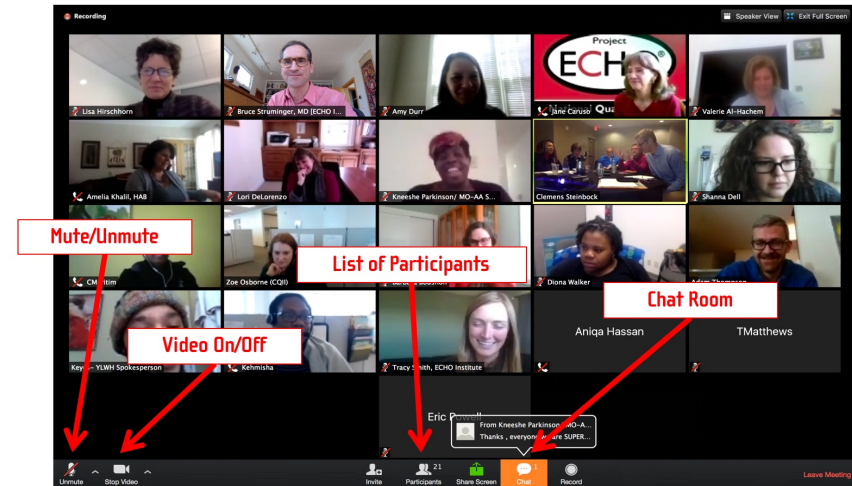 Recording
Speaker View
Exit Full Screen
Project
ECHO®
Qua
Lisa Hirschhorn
Bruce Struminger, MD [ECHO I...
Amy Durr
Jane Caruso
Valerie Al-Hachem
Amelia Khalil, HAB
Lori DeLorenzo
Kneeshe Parkinson/ MO-AA S...
Clemens Steinbock
Shanna Dell
Mute/Unmute
List of Participants
Zoe Osborne (CQII)
Diona Walker
Adam Thompson
Chat Room
Video On/Off
Aniqa Hassan
TMatthews
YLWH Spokesperson
Kehmisha
Tracy Smith, ECHO Institute
Eric Powell
From Kneeshe Parkinson/ MO-A...
Thanks , everyone we are SUPER...
21
1
Unmute
Stop Video
Invite
Participants
Share Screen
Chat
Record
Leave Meeting